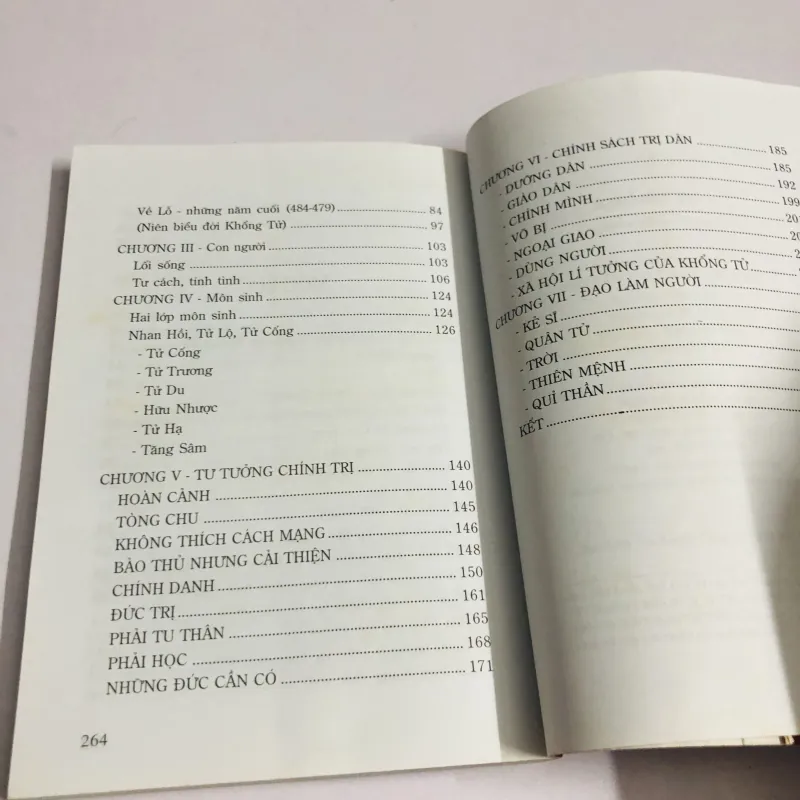 Về Lỗ - những năm cuối (484-479) ..................... 84
(Niên biểu đời Khổng Tử) .................................. 97
CHƯƠNG III - Con người ...................................... 103
Lối sống ............................................................ 103
Tư cách, tính tình ............................................. 106
CHƯƠNG IV - Môn sinh ....................................... 124
Hai lớp môn sinh .............................................. 124
Nhan Hồi, Tử Lộ, Tử Cống ................................ 126
- Tử Cống
- Tử Trương
- Tử Du
- Hữu Nhược
- Tử Hạ
- Tăng Sâm
CHƯƠNG V - TƯ TƯỞNG CHÍNH TRỊ ...................... 140
HOÀN CẢNH ...................................................... 140
TÒNG CHU ......................................................... 145
KHÔNG THÍCH CÁCH MẠNG ................................ 146
BẢO THỦ NHƯNG CẢI THIỆN .............................. 148
CHÍNH DANH ..................................................... 150
ĐỨC TRỊ ............................................................. 161
PHẢI TU THÂN ................................................... 165
PHẢI HỌC .......................................................... 168
NHỮNG ĐỨC CẦN CÓ .......................................... 171
264
CHƯƠNG VI - CHÍNH SÁCH TRỊ DÂN .................... 185
- DƯỠNG DÂN .................................................... 185
- GIÁO DÂN ....................................................... 192
- CHÍNH MÌNH .................................................... 199
- VÕ BỊ ..............................................................
- NGOẠI GIAO ....................................................
- DÙNG NGƯỜI ...................................................
- XÃ HỘI LÍ TƯỞNG CỦA KHỔNG TỬ ......................
CHƯƠNG VII - ĐẠO LÀM NGƯỜI ............................
- KẺ SĨ ..............................................................
- QUÂN TỬ ........................................................
- TRỜI ...............................................................
- THIÊN MỆNH ...................................................
- QUỈ THẦN ........................................................
KẾT ....................................................................